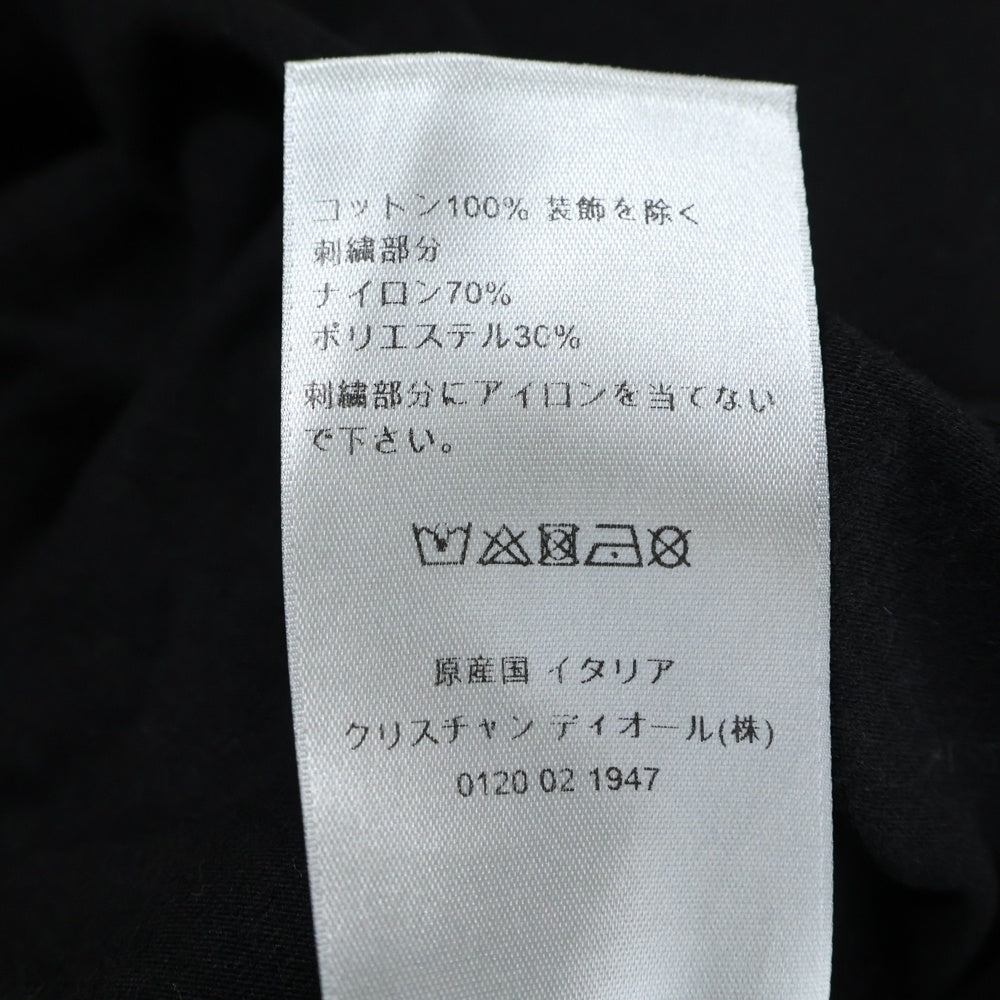 コットン100% 装飾を除く
刺繍部分
ナイロン70%
ポリエステル30%
刺繍部分にアイロンを当てない
で下さい。
原産国 イタリア
クリスチャン ディオール(株)
0120 02 1947